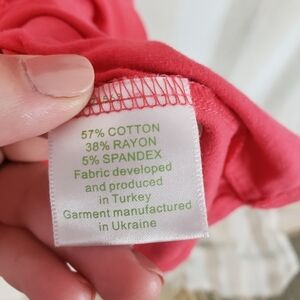 57% COTTON
38% RAYON
5% SPANDEX
Fabric developed
and produced
in Turkey
Garment manufactured
in Ukraine